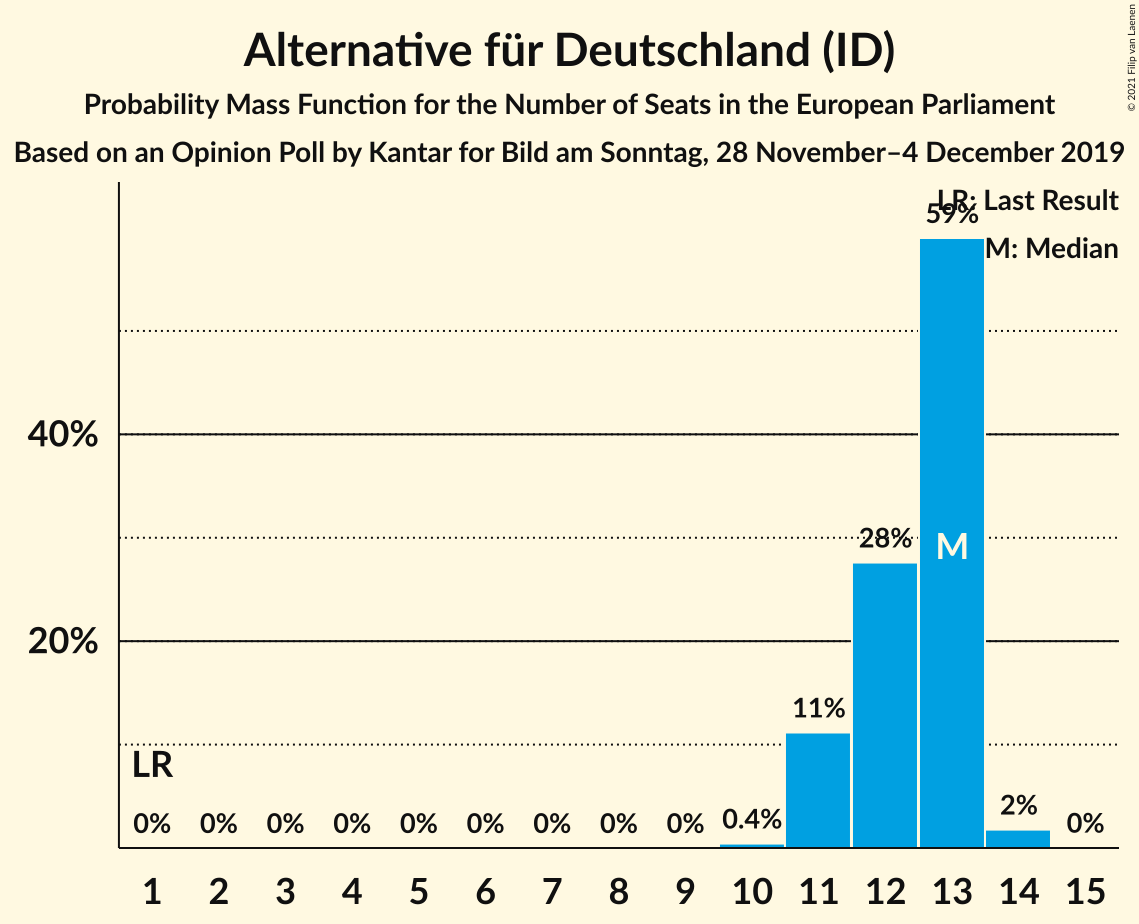 Alternative für Deutschland (ID)
Probability Mass Function for the Number of Seats in the European Parliament
Based on an Opinion Poll by Kantar for Bild am Sonntag, 28 November–4 December 2019
© 2021 Filip van Laenen
LR: Last Result
M: Median
59%
40%
28%
M
20%
11%
LR
0% 0% 0% 0% 0% 0% 0% 0% 0% 0.4% 2% 0%
1 2 3 4 5 6 7 8 9 10 11 12 13 14 15